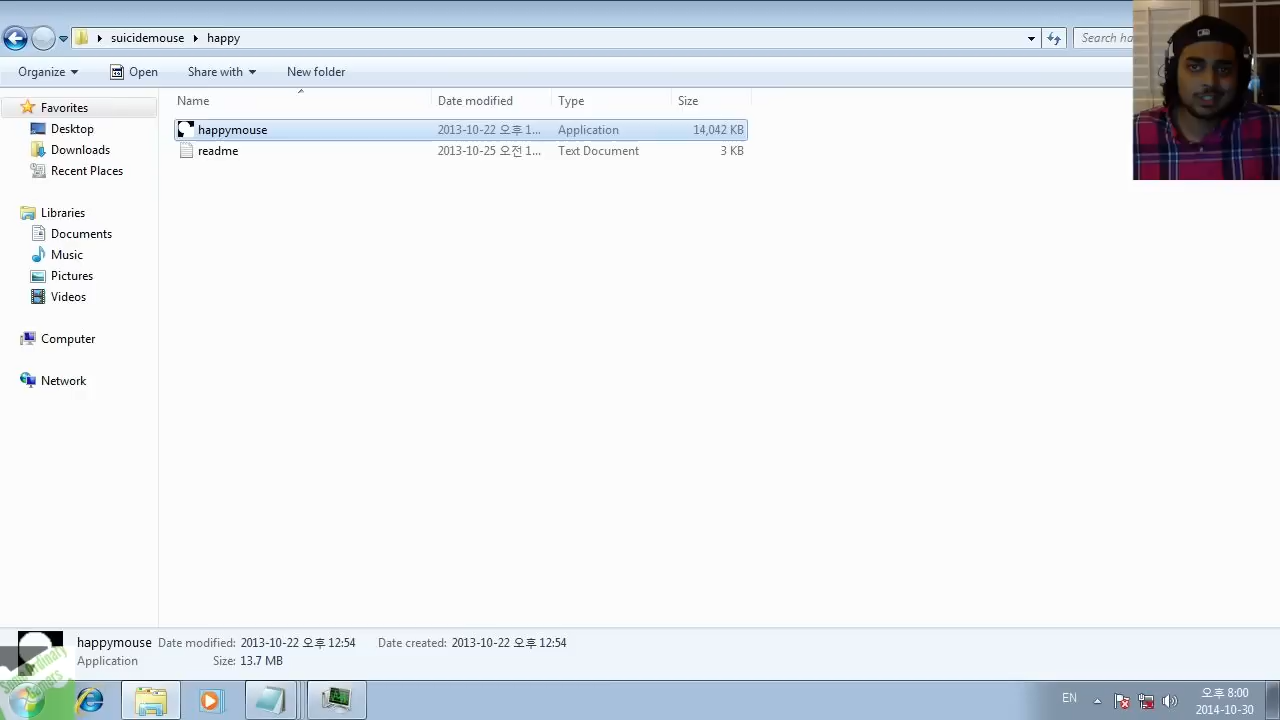 suicidemouse happy
Search ha
Organize Open Share with New folder
Name Date modified Type Size
Favorites
Desktop
Downloads
Recent Places
Libraries
Documents
Music
Pictures
Videos
Computer
Network
happymouse 2013-10-22 오후 1... Application 14,042 KB
readme 2013-10-25 오전 1... Text Document 3 KB
happymouse Date modified: 2013-10-22 오후 12:54 Date created: 2013-10-22 오후 12:54
Application Size: 13.7 MB
Ordinary
Gamers
EN
오후 8:00
2014-10-30